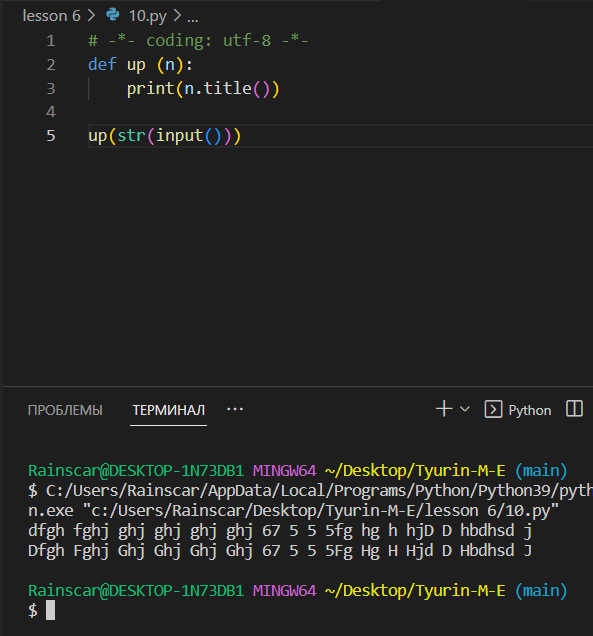 lesson 6 > 10.py > ...
1 # -*- coding: utf-8 -*-
2 def up (n):
3     print(n.title())
4
5 up(str(input()))
ПРОБЛЕМЫ ТЕРМИНАЛ ... Python
Rainscar@DESKTOP-1N73DB1 MINGW64 ~/Desktop/Tyurin-M-E (main)
$ C:/Users/Rainscar/AppData/Local/Programs/Python/Python39/pytho
n.exe "c:/Users/Rainscar/Desktop/Tyurin-M-E/lesson 6/10.py"
dfgh fghj ghj ghj ghj ghj 67 5 5 5fg hg h hjD D hbdhsd j
Dfgh Fghj Ghj Ghj Ghj Ghj 67 5 5 5Fg Hg H Hjd D Hbdhsd J
Rainscar@DESKTOP-1N73DB1 MINGW64 ~/Desktop/Tyurin-M-E (main)
$